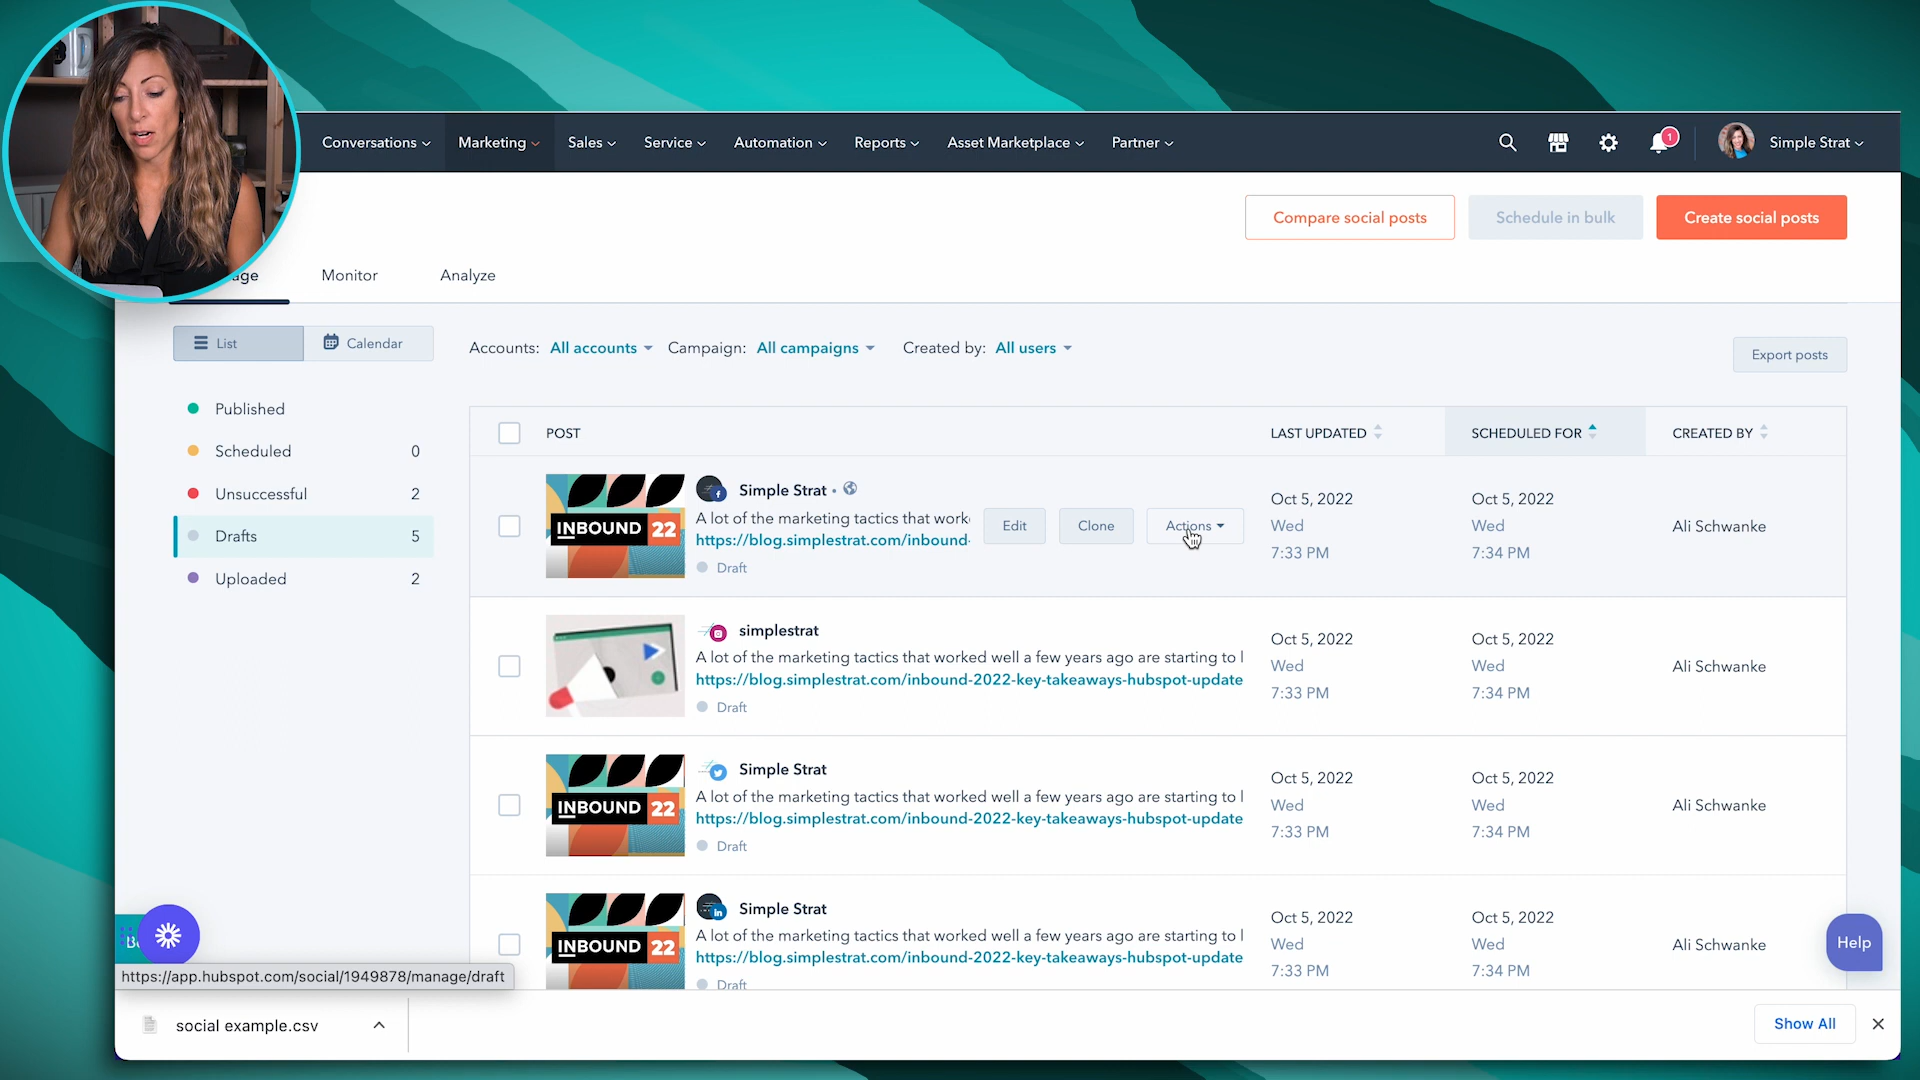 Conversations
Marketing
Sales
Service
Automation
Reports
Asset Marketplace
Partner
1
Simple Strat
Compare social posts
Schedule in bulk
Create social posts
age
Monitor
Analyze
List
Calendar
Accounts: All accounts
Campaign: All campaigns
Created by: All users
Export posts
Published
Scheduled 0
Unsuccessful 2
Drafts 5
Uploaded 2
POST
LAST UPDATED
SCHEDULED FOR
CREATED BY
INBOUND 22
Simple Strat •
A lot of the marketing tactics that work
https://blog.simplestrat.com/inbound-
Draft
Edit
Clone
Actions
Oct 5, 2022
Wed
7:33 PM
Oct 5, 2022
Wed
7:34 PM
Ali Schwanke
simplestrat
A lot of the marketing tactics that worked well a few years ago are starting to l
https://blog.simplestrat.com/inbound-2022-key-takeaways-hubspot-update
Draft
Oct 5, 2022
Wed
7:33 PM
Oct 5, 2022
Wed
7:34 PM
Ali Schwanke
INBOUND 22
Simple Strat
A lot of the marketing tactics that worked well a few years ago are starting to l
https://blog.simplestrat.com/inbound-2022-key-takeaways-hubspot-update
Draft
Oct 5, 2022
Wed
7:33 PM
Oct 5, 2022
Wed
7:34 PM
Ali Schwanke
INBOUND 22
Simple Strat
A lot of the marketing tactics that worked well a few years ago are starting to l
https://blog.simplestrat.com/inbound-2022-key-takeaways-hubspot-update
Draft
Oct 5, 2022
Wed
7:33 PM
Oct 5, 2022
Wed
7:34 PM
Ali Schwanke
Help
https://app.hubspot.com/social/1949878/manage/draft
social example.csv
Show All